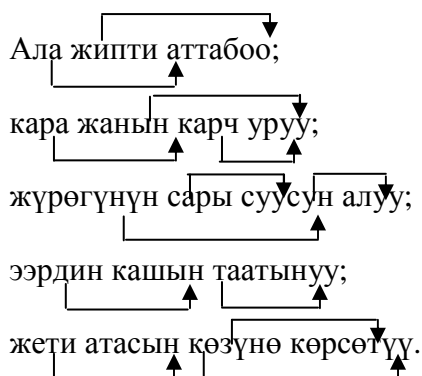 Ала жипти аттабоо;
кара жанын карч уруу;
жүрөгүнүн сары суусун алуу;
ээрдин кашын таатынуу;
жети атасын көзүнө көрсөтүү.